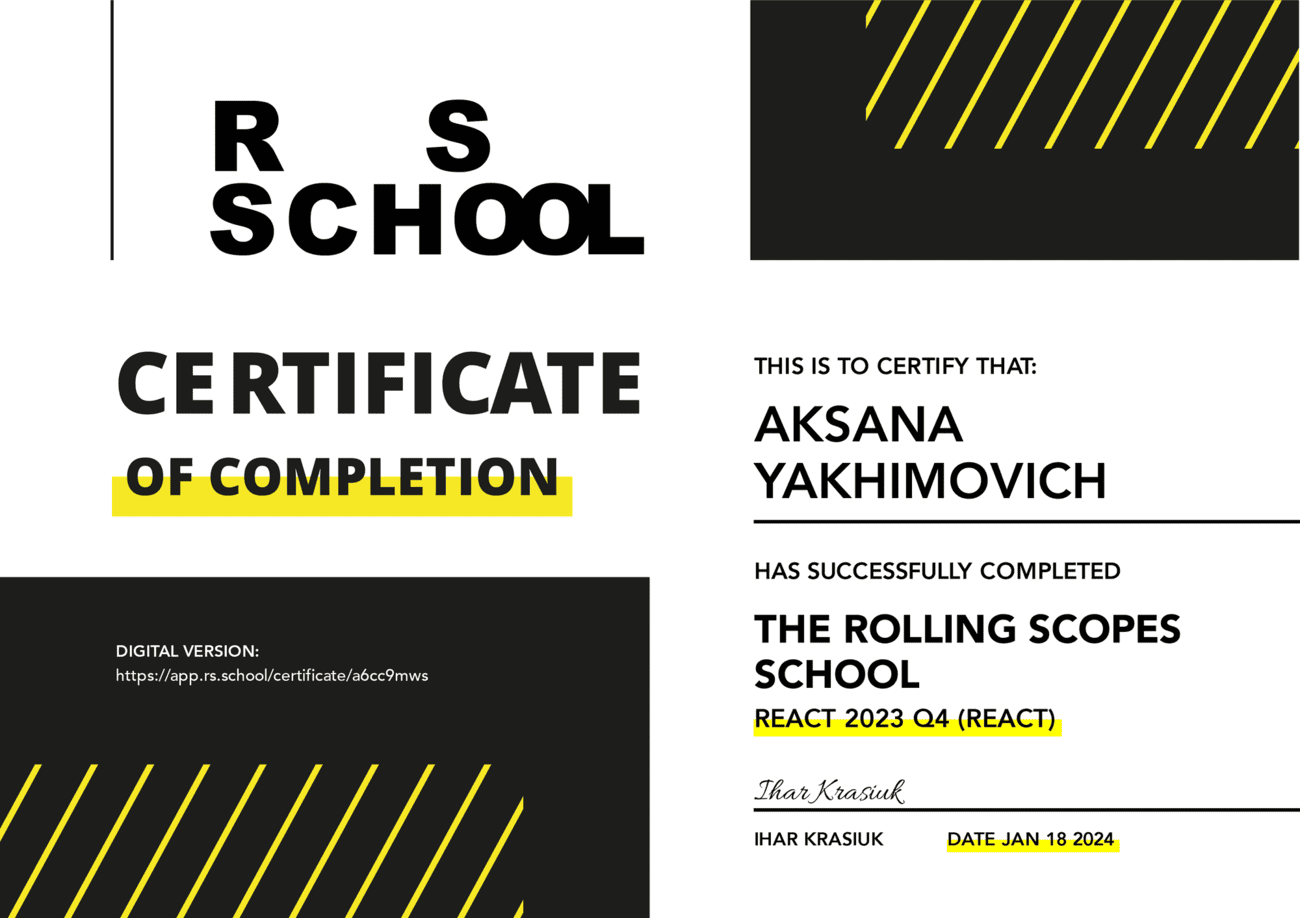 R S
SCHOOL
CERTIFICATE
OF COMPLETION
DIGITAL VERSION:
https://app.rs.school/certificate/a6cc9mws
THIS IS TO CERTIFY THAT:
AKSANA
YAKHIMOVICH
HAS SUCCESSFULLY COMPLETED
THE ROLLING SCOPES
SCHOOL
REACT 2023 Q4 (REACT)
Ihar Krasiuk
IHAR KRASIUK DATE JAN 18 2024